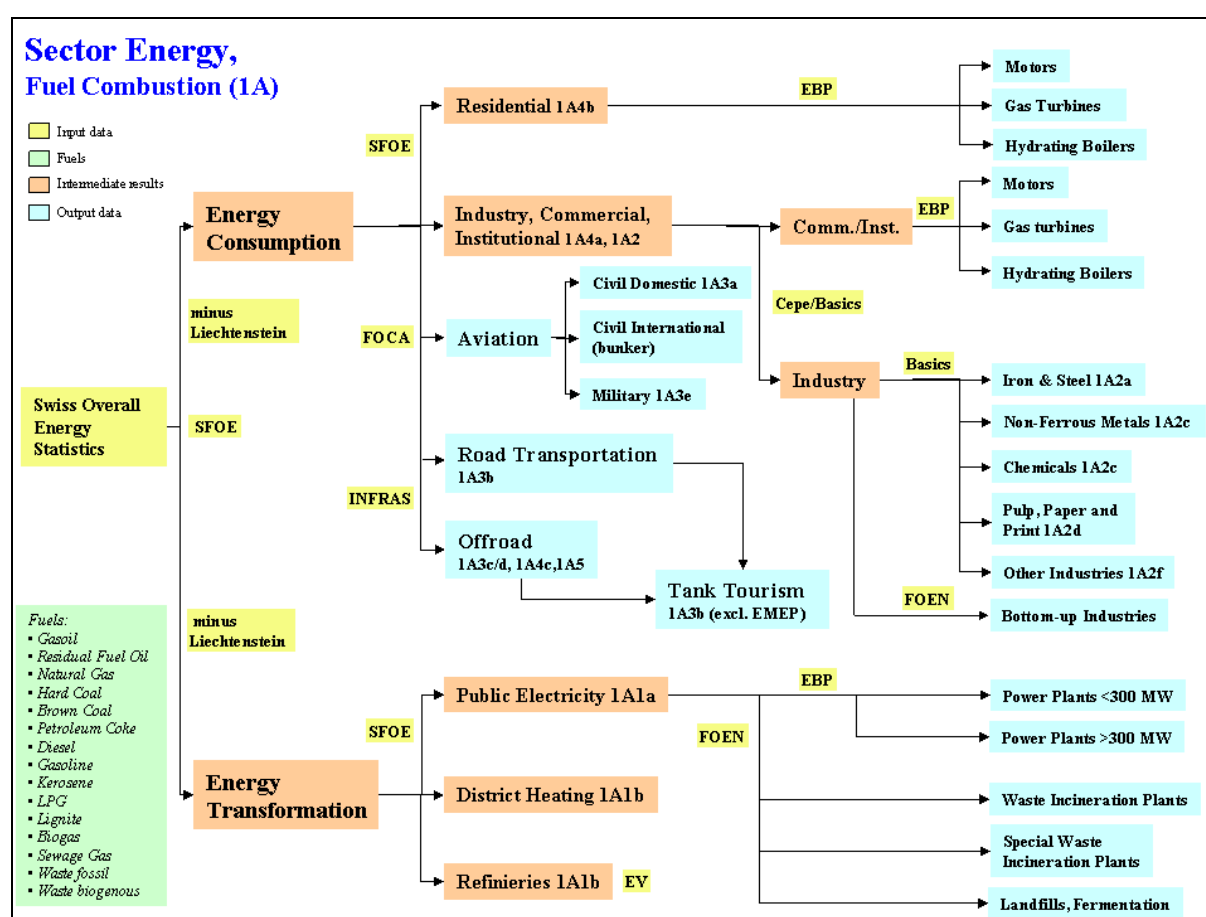 Sector Energy,
Fuel Combustion (1A)
Input data
Fuels
Intermediate results
Output data
Swiss Overall
Energy
Statistics
SFOE
minus
Liechtenstein
minus
Liechtenstein
Energy
Consumption
SFOE
FOCA
INFRAS
Residential 1A4b
EBP
Motors
Gas Turbines
Hydrating Boilers
Industry, Commercial,
Institutional 1A4a, 1A2
Comm./Inst.
EBP
Motors
Gas turbines
Hydrating Boilers
Cepe/Basics
Aviation
Civil Domestic 1A3a
Civil International
(bunker)
Military 1A3e
Industry
Basics
Iron & Steel 1A2a
Non-Ferrous Metals 1A2c
Chemicals 1A2c
Pulp, Paper and
Print 1A2d
Other Industries 1A2f
FOEN
Bottom-up Industries
Road Transportation
1A3b
Offroad
1A3c/d, 1A4c,1A5
Tank Tourism
1A3b (excl. EMEP)
Fuels:
▪ Gasoil
▪ Residual Fuel Oil
▪ Natural Gas
▪ Hard Coal
▪ Brown Coal
▪ Petroleum Coke
▪ Diesel
▪ Gasoline
▪ Kerosene
▪ LPG
▪ Lignite
▪ Biogas
▪ Sewage Gas
▪ Waste fossil
▪ Waste biogenous
Energy
Transformation
SFOE
Public Electricity 1A1a
EBP
FOEN
Power Plants <300 MW
Power Plants >300 MW
Waste Incineration Plants
Special Waste
Incineration Plants
Landfills, Fermentation
District Heating 1A1b
Refinieries 1A1b
EV